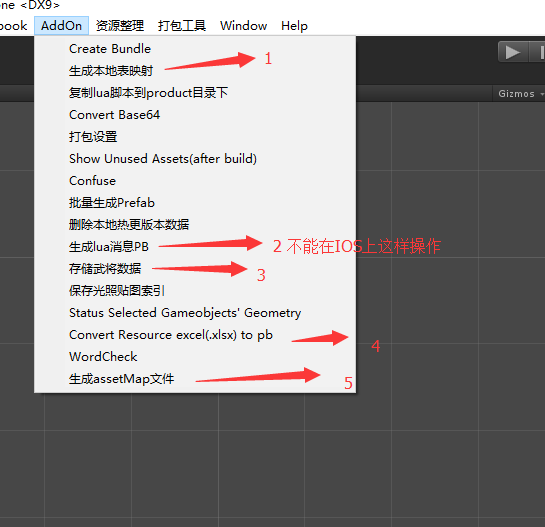 one <DX9>
book AddOn 资源整理 打包工具 Window Help
Create Bundle
生成本地表映射 1
复制lua脚本到product目录下
Gizmos
Convert Base64
打包设置
Show Unused Assets(after build)
Confuse
批量生成Prefab
删除本地热更版本数据
生成lua消息PB 2 不能在IOS上这样操作
存储武将数据 3
保存光照贴图索引
Status Selected Gameobjects' Geometry
Convert Resource excel(.xlsx) to pb 4
WordCheck
生成assetMap文件 5